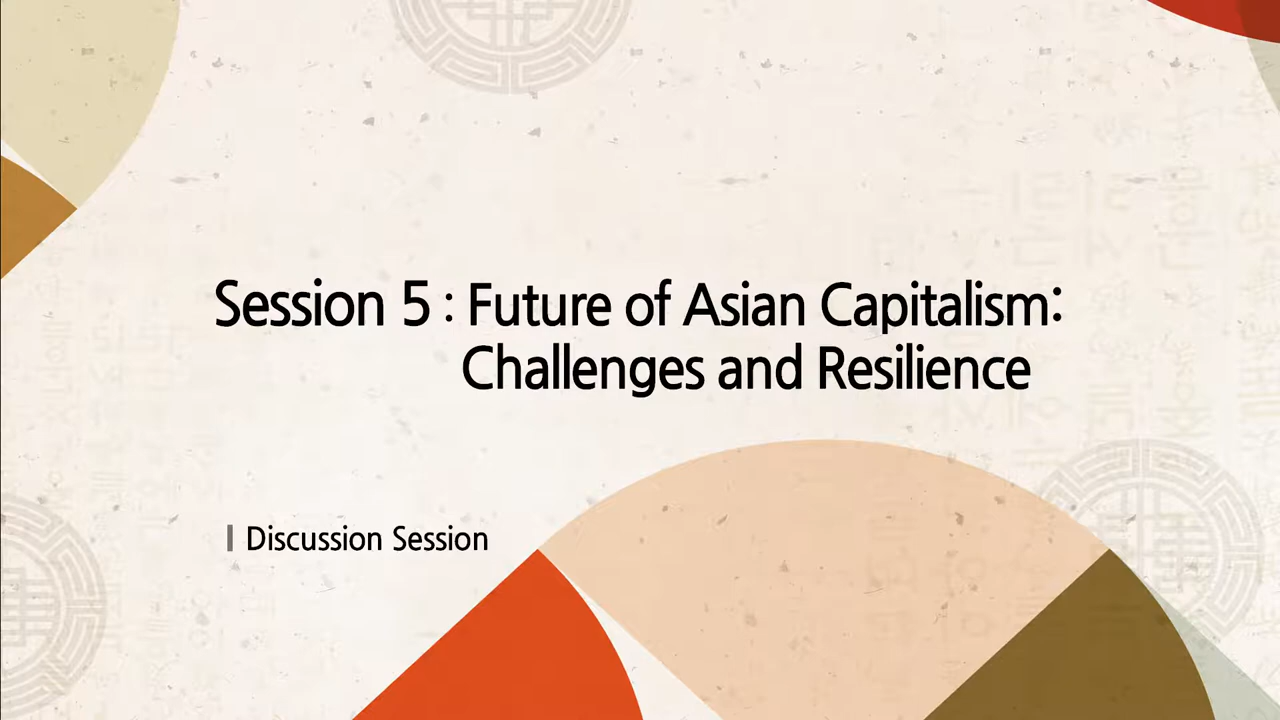 Session 5 : Future of Asian Capitalism:
Challenges and Resilience
Discussion Session